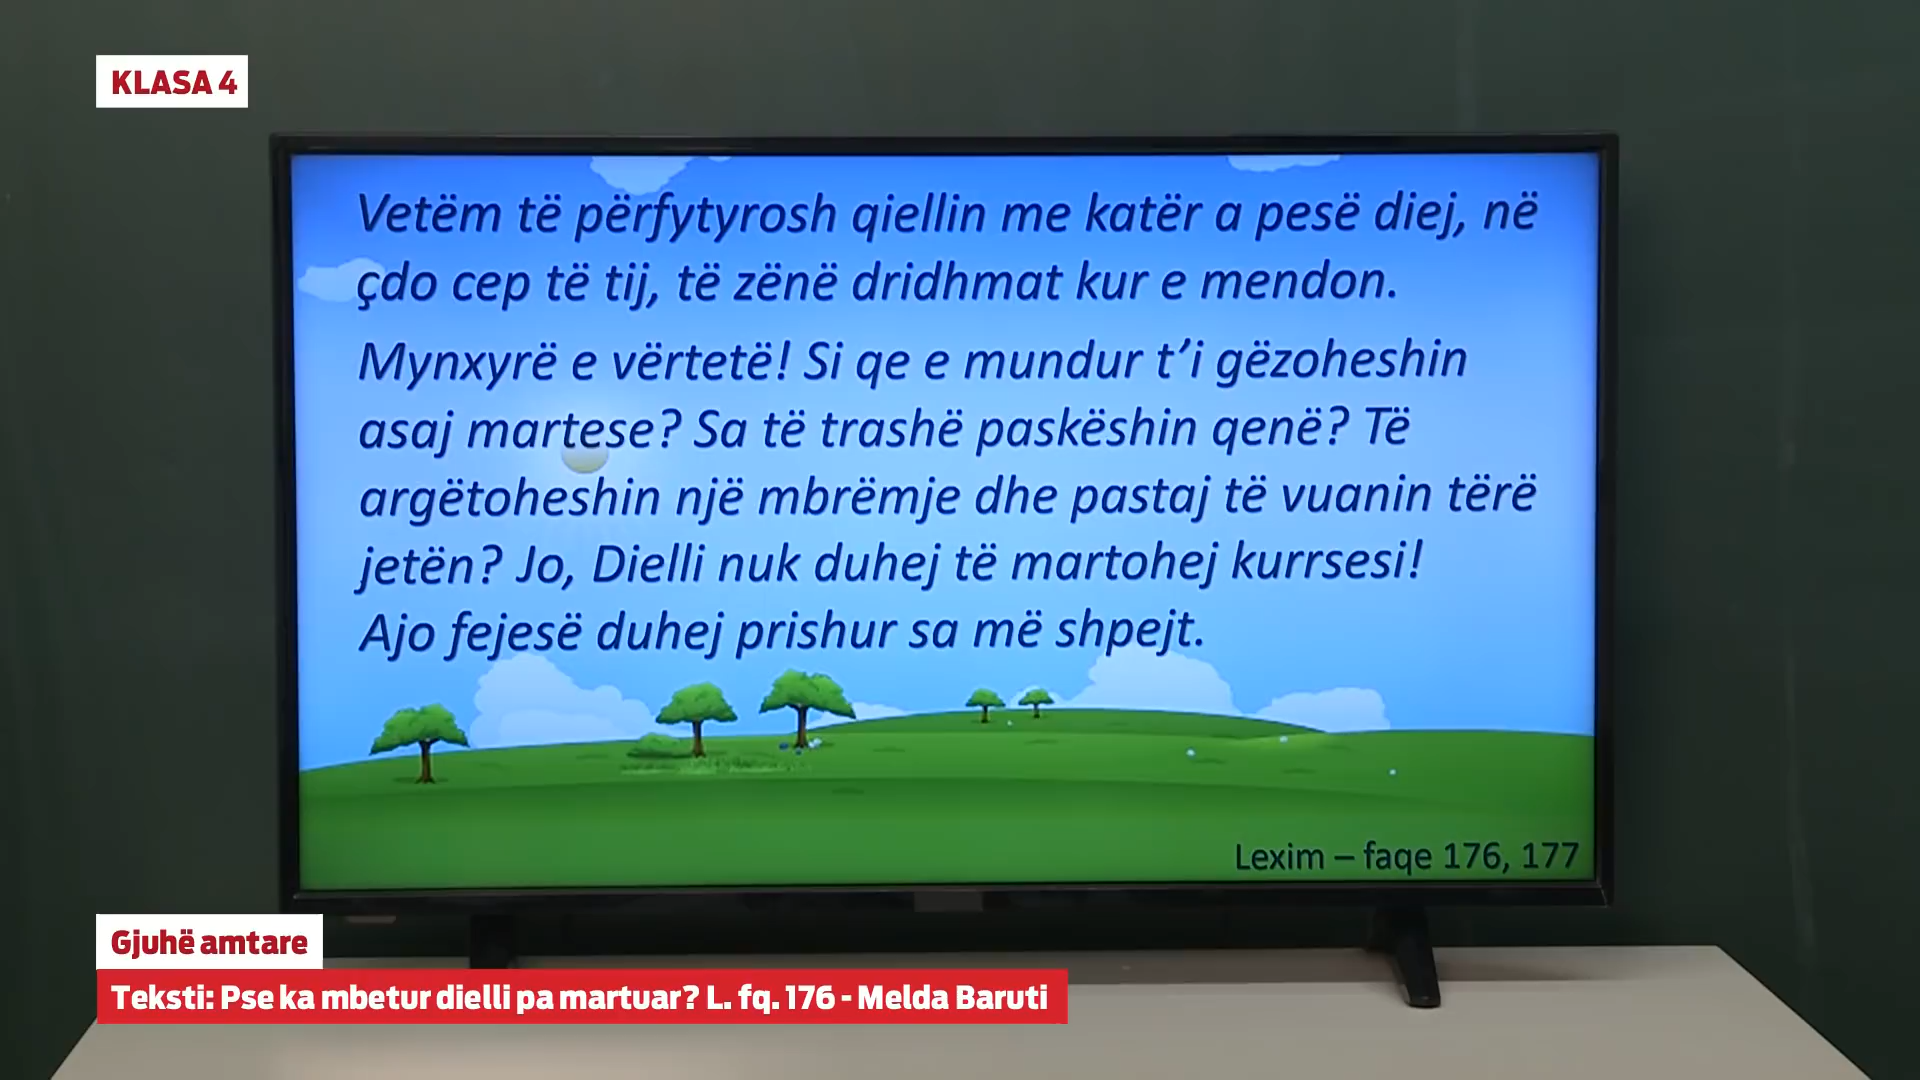 KLASA 4
Vetëm të përfytyrosh qiellin me katër a pesë diej, në
çdo cep të tij, të zënë dridhmat kur e mendon.
Mynxyrë e vërtetë! Si qe e mundur t’i gëzoheshin
asaj martese? Sa të trashë paskëshin qenë? Të
argëtoheshin një mbrëmje dhe pastaj të vuanin tërë
jetën? Jo, Dielli nuk duhej të martohej kurrsesi!
Ajo fejesë duhej prishur sa më shpejt.
Lexim – faqe 176, 177
Gjuhë amtare
Teksti: Pse ka mbetur dielli pa martuar? L. fq. 176 - Melda Baruti